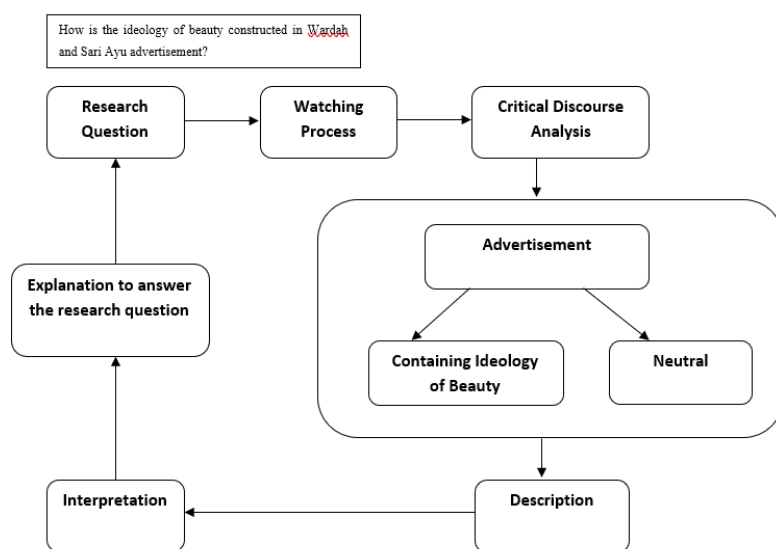 How is the ideology of beauty constructed in Wardah
and Sari Ayu advertisement?
Research
Question
Watching
Process
Critical Discourse
Analysis
Advertisement
Explanation to answer
the research question
Containing Ideology
of Beauty
Neutral
Interpretation
Description